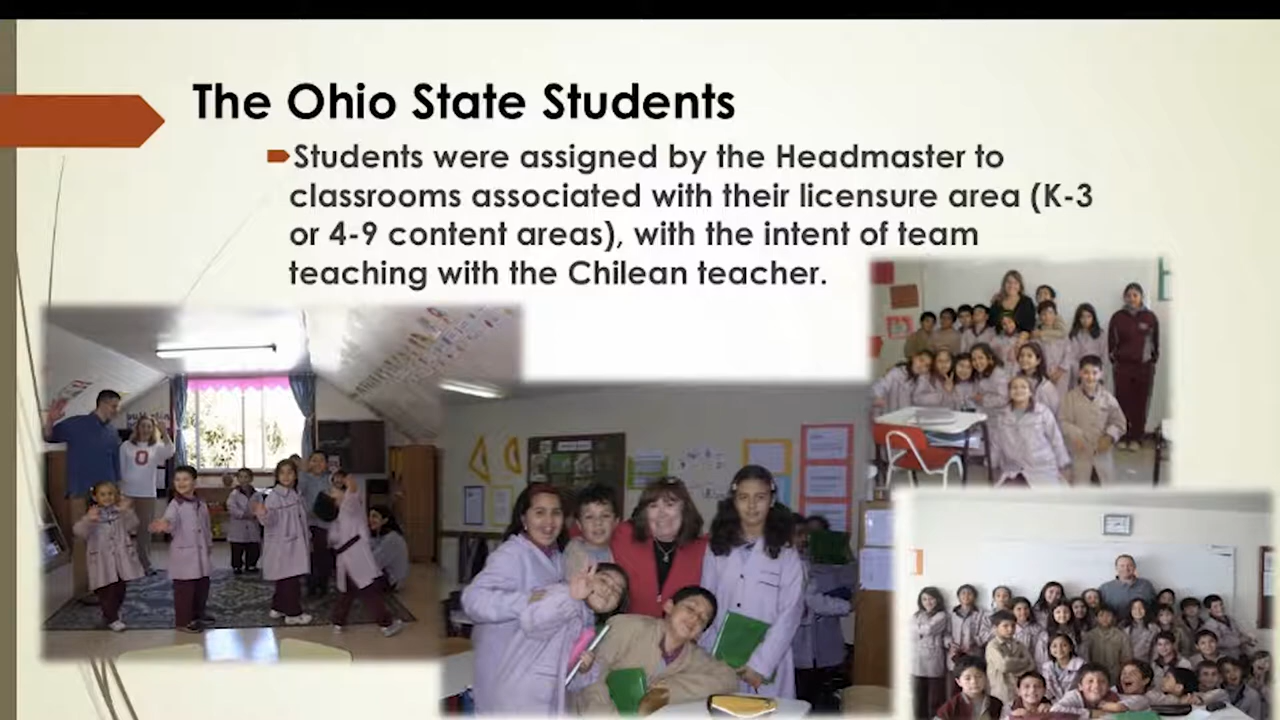 The Ohio State Students
Students were assigned by the Headmaster to
classrooms associated with their licensure area (K-3
or 4-9 content areas), with the intent of team
teaching with the Chilean teacher.
O